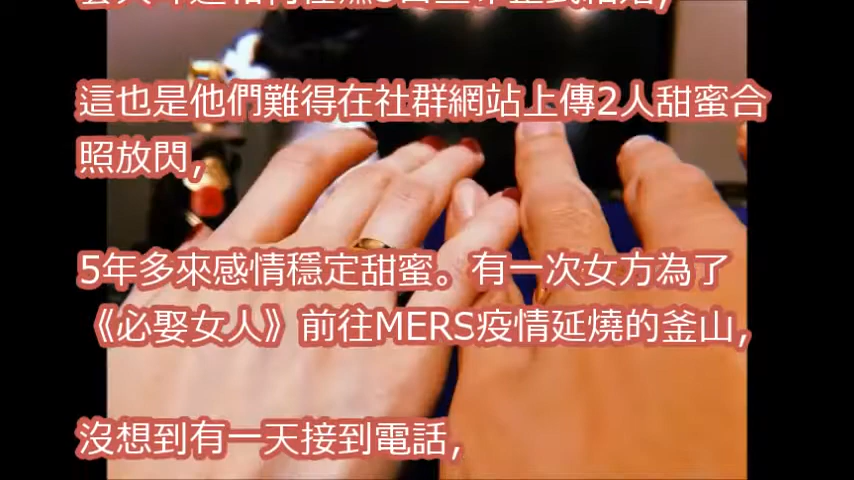 這也是他們難得在社群網站上傳2人甜蜜合
照放閃,
5年多來感情穩定甜蜜。有一次女方為了
《必娶女人》前往MERS疫情延燒的釜山,
沒想到有一天接到電話,